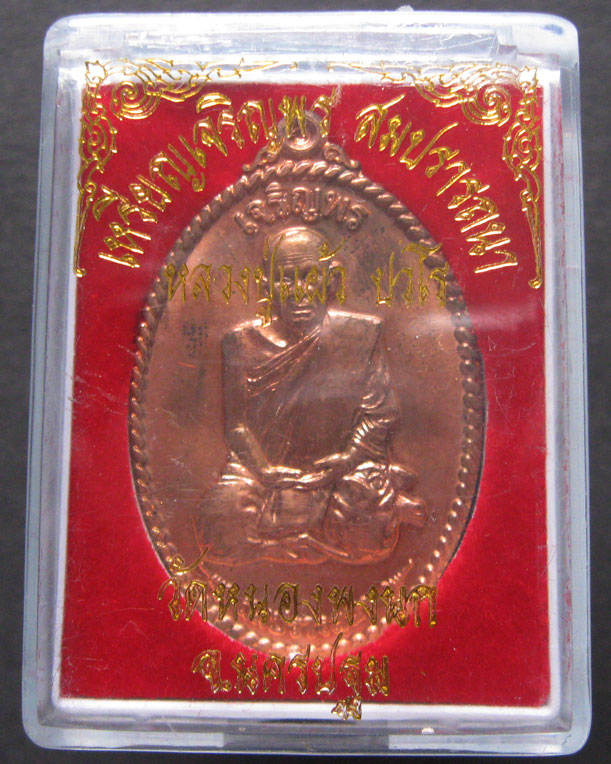 เหรียญเจริญพร สมปรารถนา
เจริญพร
หลวงปู่แผ้ว ปวโร
วัดหนองพงนก
จ.นครปฐม